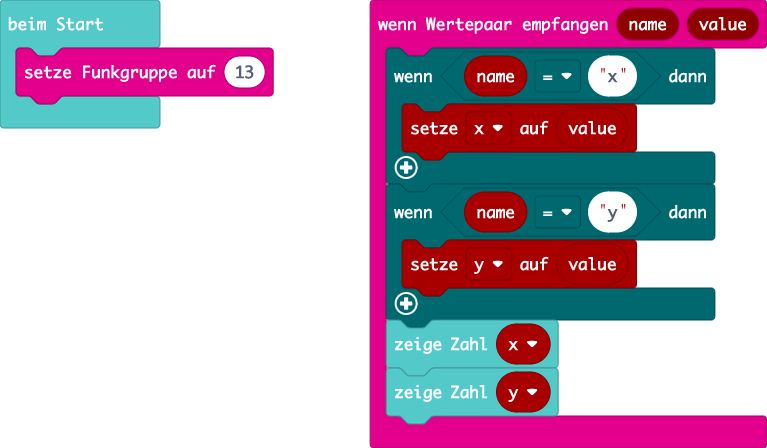 beim Start
setze Funkgruppe auf 13
wenn Wertepaar empfangen name value
wenn name = "x" dann
setze x auf value
wenn name = "y" dann
setze y auf value
zeige Zahl x
zeige Zahl y